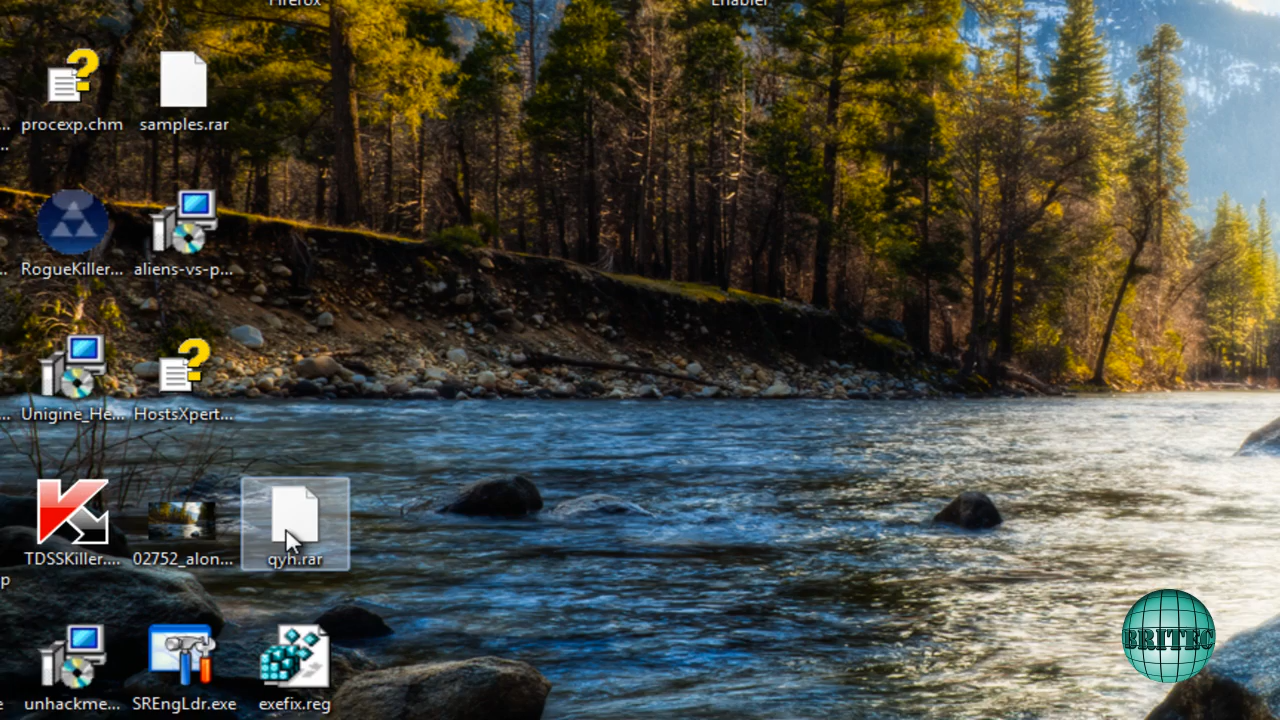 Firefox
Enabler
procexp.chm
samples.rar
RogueKiller...
aliens-vs-p...
Unigine_He...
HostsXpert...
TDSSKiller....
02752_alon...
qyh.rar
p
unhackme...
SREngLdr.exe
exefix.reg
BRITEC